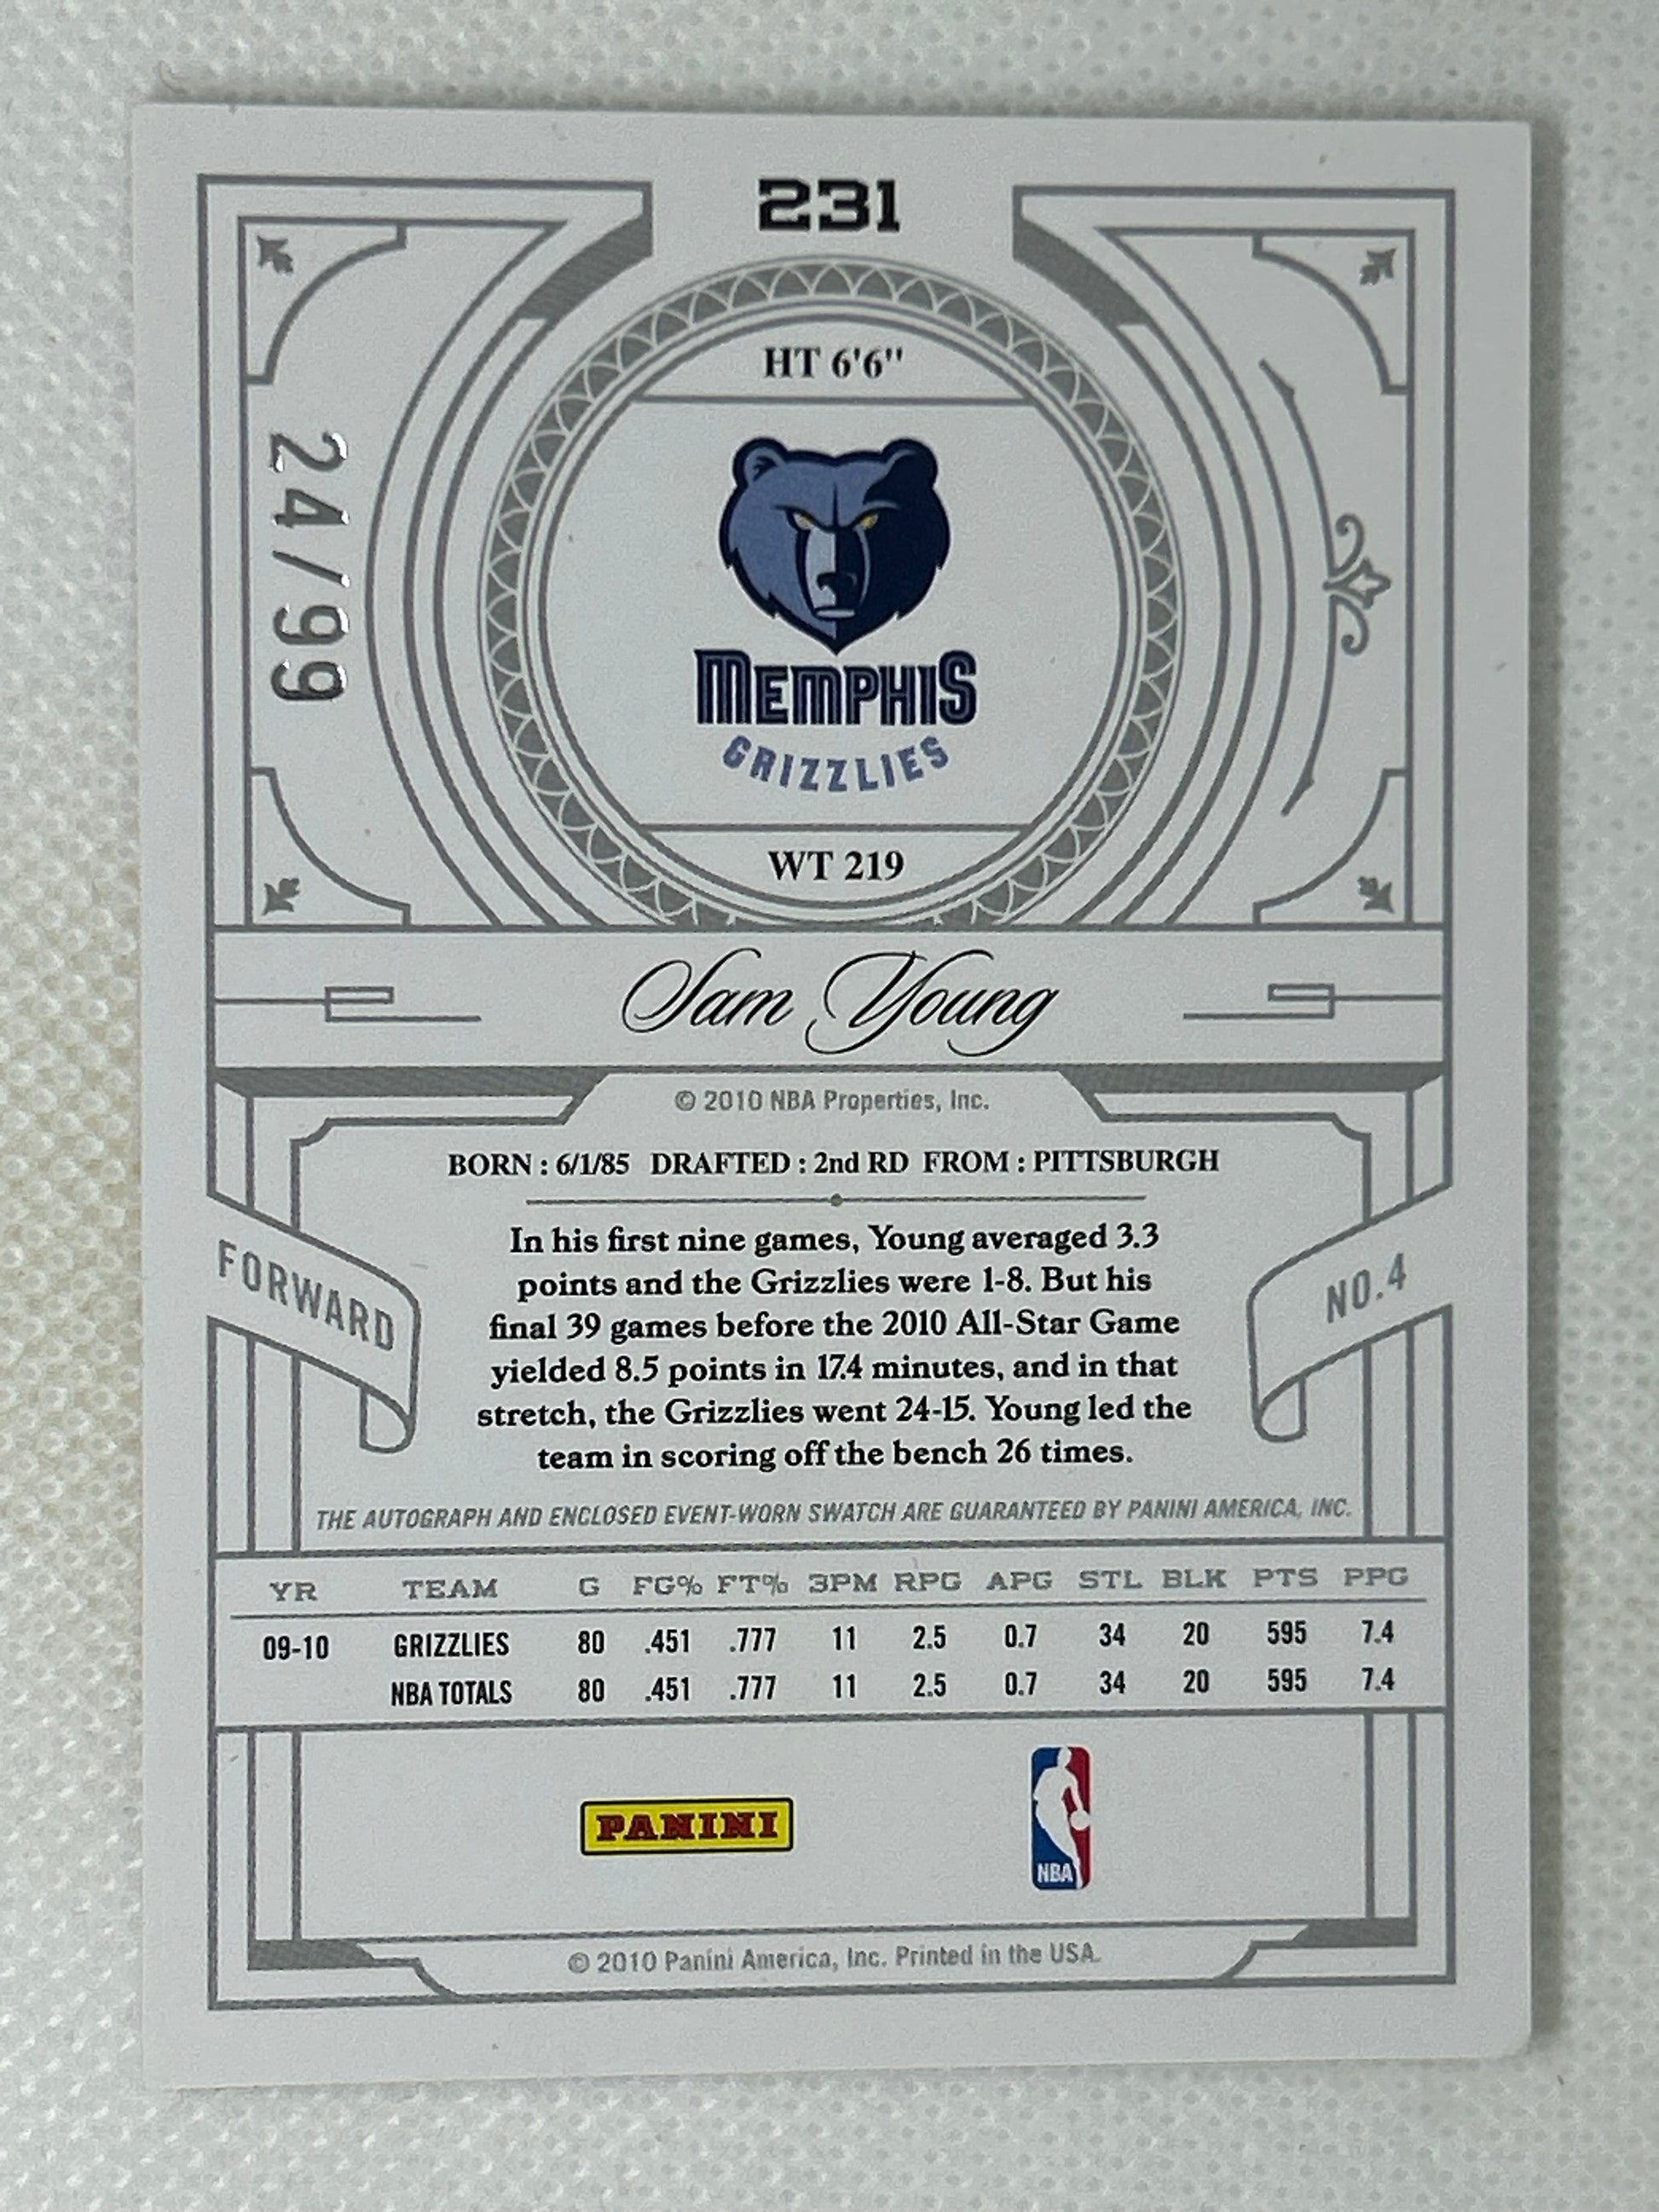 231
HT 6'6"
24/99
MEMPHIS
GRIZZLIES
WT 219
Sam Young
© 2010 NBA Properties, Inc.
BORN : 6/1/85 DRAFTED : 2nd RD FROM : PITTSBURGH
FORWARD
NO.4
In his first nine games, Young averaged 3.3
points and the Grizzlies were 1-8. But his
final 39 games before the 2010 All-Star Game
yielded 8.5 points in 17.4 minutes, and in that
stretch, the Grizzlies went 24-15. Young led the
team in scoring off the bench 26 times.
THE AUTOGRAPH AND ENCLOSED EVENT-WORN SWATCH ARE GUARANTEED BY PANINI AMERICA, INC.
YR TEAM G FG% FT% 3PM RPG APG STL BLK PTS PPG
09-10 GRIZZLIES 80 .451 .777 11 2.5 0.7 34 20 595 7.4
NBA TOTALS 80 .451 .777 11 2.5 0.7 34 20 595 7.4
PANINI
NBA
© 2010 Panini America, Inc. Printed in the USA.